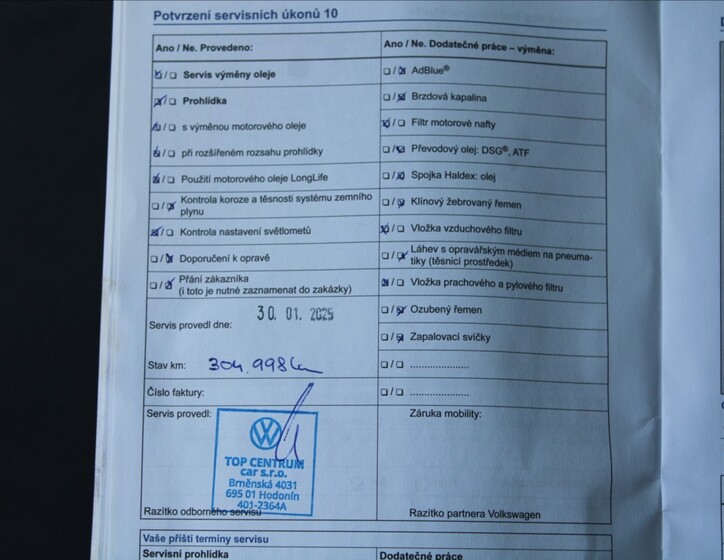 Potvrzení servisních úkonů 10
Ano / Ne. Provedeno:
Servis výměny oleje
Prohlídka
s výměnou motorového oleje
při rozšířeném rozsahu prohlídky
Použití motorového oleje LongLife
Kontrola koroze a těsnosti systému zemního
plynu
Kontrola nastavení světlometů
Doporučení k opravě
Přání zákazníka
(i toto je nutné zaznamenat do zakázky)
Servis provedl dne: 30. 01. 2025
Stav km: 304.998 km
Číslo faktury:
Servis provedl:
TOP CENTRUM
car s.r.o.
Brněnská 4031
695 01 Hodonín
401-2364A
Razítko odborného servisu
Ano / Ne. Dodatečné práce – výměna:
AdBlue®
Brzdová kapalina
Filtr motorové nafty
Převodový olej: DSG®, ATF
Spojka Haldex: olej
Klínový žebrovaný řemen
Vložka vzduchového filtru
Láhev s opravářským médiem na pneuma-
tiky (těsnicí prostředek)
Vložka prachového a pylového filtru
Ozubený řemen
Zapalovací svíčky
Záruka mobility:
Razítko partnera Volkswagen
Vaše příští termíny servisu
Servisní prohlídka
Dodatečné práce